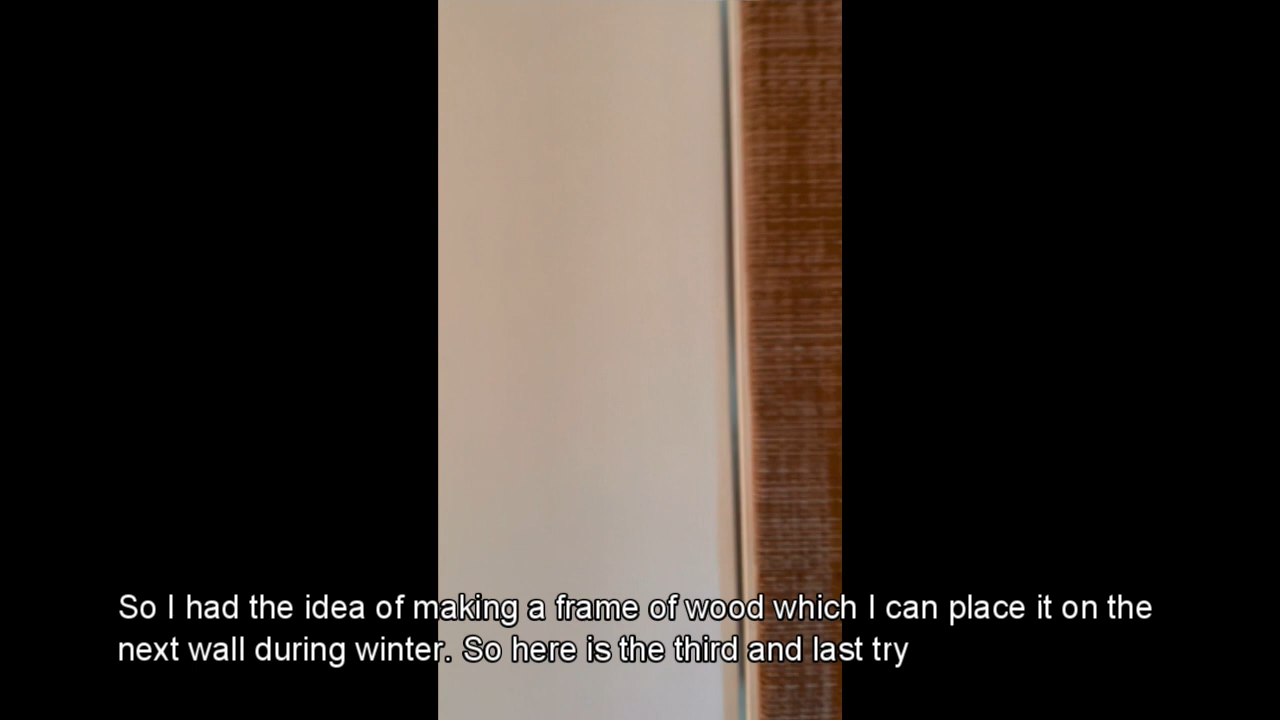 So I had the idea of making a frame of wood which I can place it on the
next wall during winter. So here is the third and last try